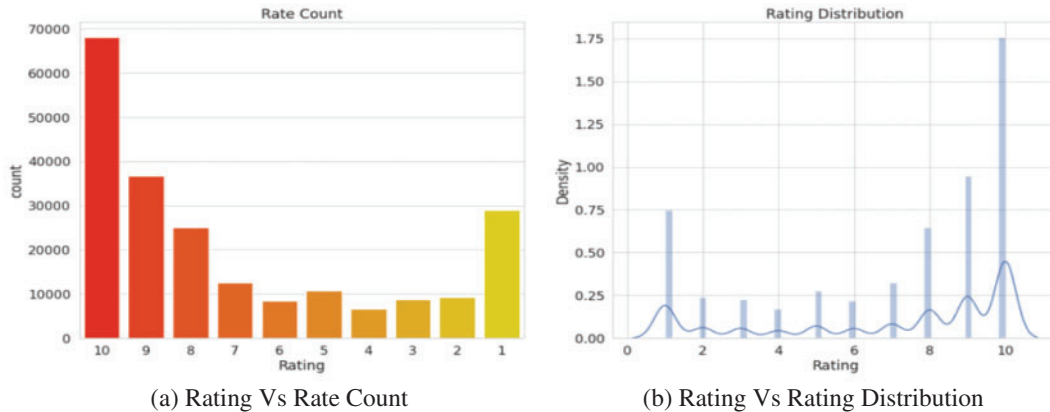 Rate Count
70000
60000
50000
40000
30000
20000
10000
0
count
10 9 8 7 6 5 4 3 2 1
Rating
(a) Rating Vs Rate Count
Rating Distribution
1.75
1.50
1.25
1.00
0.75
0.50
0.25
0.00
Density
0 2 4 6 8 10
Rating
(b) Rating Vs Rating Distribution